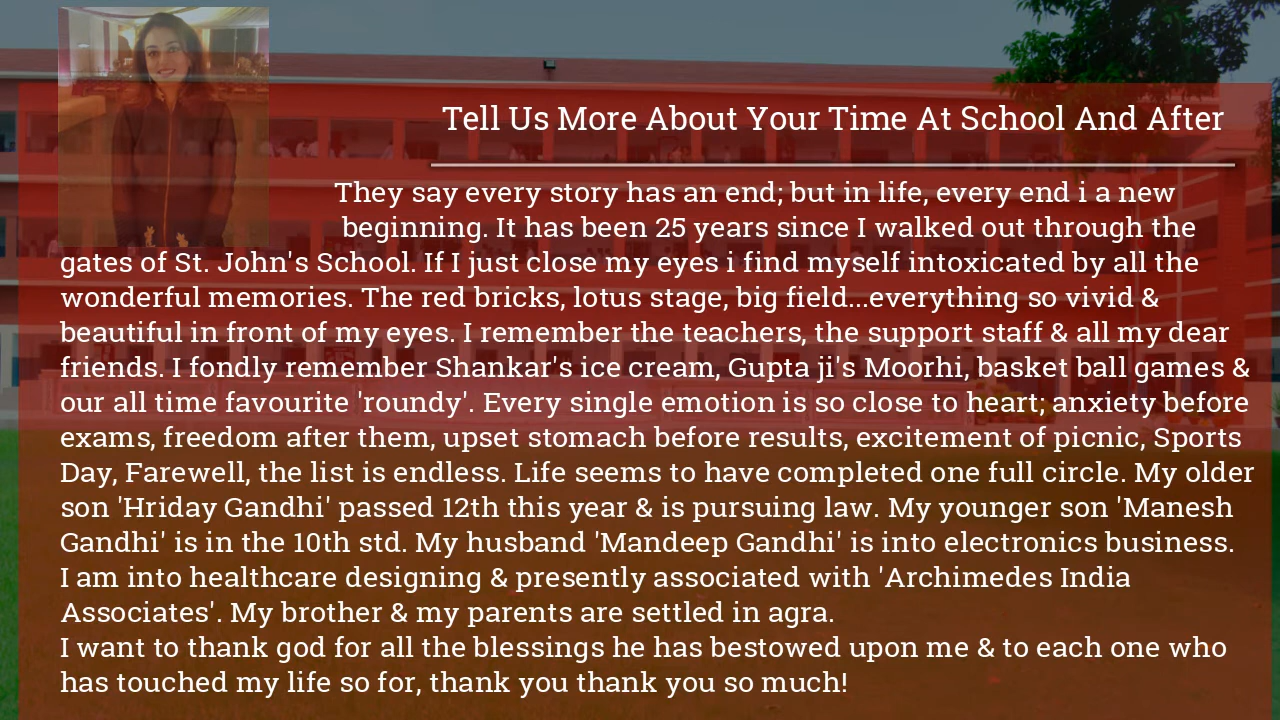 Tell Us More About Your Time At School And After
They say every story has an end; but in life, every end i a new
beginning. It has been 25 years since I walked out through the
gates of St. John's School. If I just close my eyes i find myself intoxicated by all the
wonderful memories. The red bricks, lotus stage, big field...everything so vivid &
beautiful in front of my eyes. I remember the teachers, the support staff & all my dear
friends. I fondly remember Shankar's ice cream, Gupta ji's Moorhi, basket ball games &
our all time favourite 'roundy'. Every single emotion is so close to heart; anxiety before
exams, freedom after them, upset stomach before results, excitement of picnic, Sports
Day, Farewell, the list is endless. Life seems to have completed one full circle. My older
son 'Hriday Gandhi' passed 12th this year & is pursuing law. My younger son 'Manesh
Gandhi' is in the 10th std. My husband 'Mandeep Gandhi' is into electronics business.
I am into healthcare designing & presently associated with 'Archimedes India
Associates'. My brother & my parents are settled in agra.
I want to thank god for all the blessings he has bestowed upon me & to each one who
has touched my life so for, thank you thank you so much!